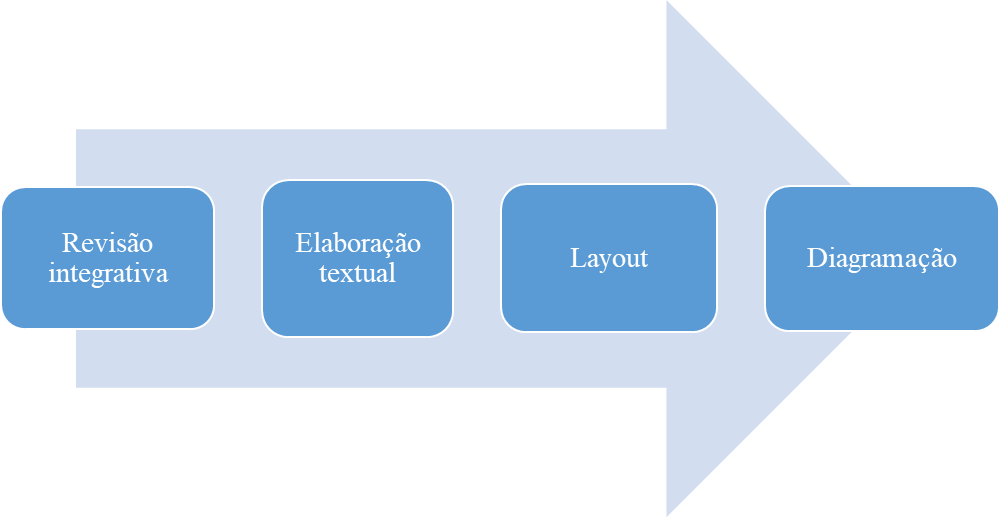 Revisão
integrativa
Elaboração
textual
Layout
Diagramação